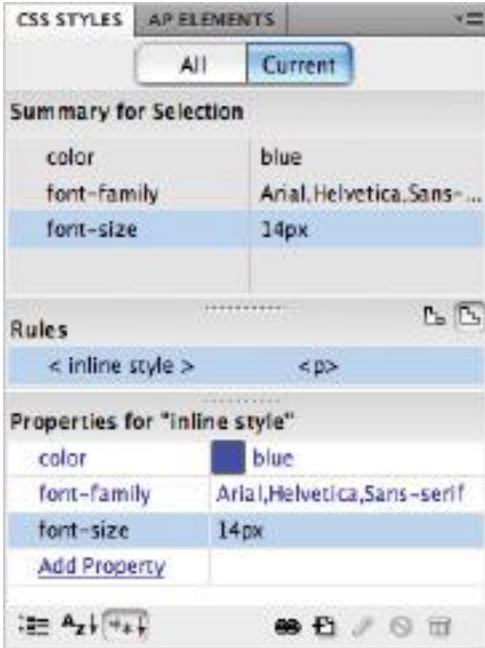 CSS STYLES AP ELEMENTS
All Current
Summary for Selection
color blue
font-family Arial,Helvetica,Sans-...
font-size 14px
Rules
< inline style > <p>
Properties for "inline style"
color blue
font-family Arial,Helvetica,Sans-serif
font-size 14px
Add Property